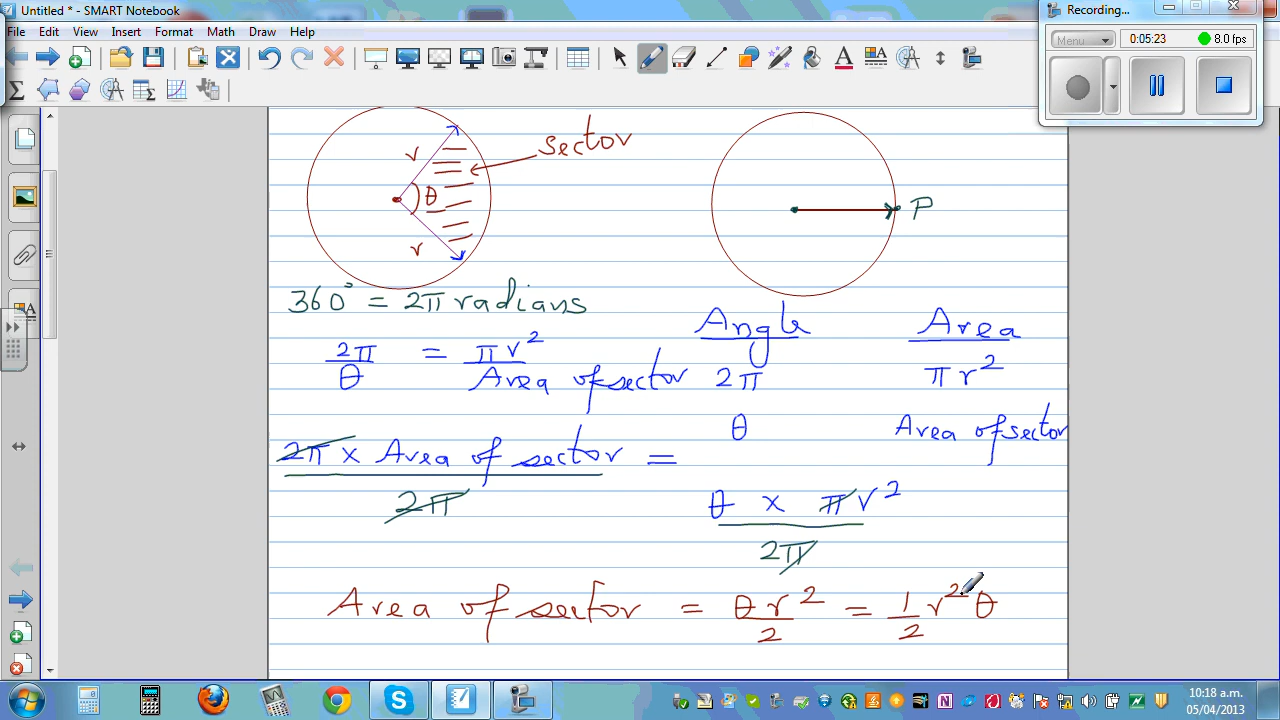 Untitled * - SMART Notebook
Recording...
File Edit View Insert Format Math Draw Help
Menu
0:05:23
8.0 fps
r
θ
r
sector
P
360° = 2π radians
Angle
Area
2π/θ = πr²/Area of sector
2π
πr²
θ
Area of sector
2π x Area of sector =
2π
θ x πr²
2π
Area of sector = θr²/2 = 1/2 r²θ
10:18 a.m.
05/04/2013